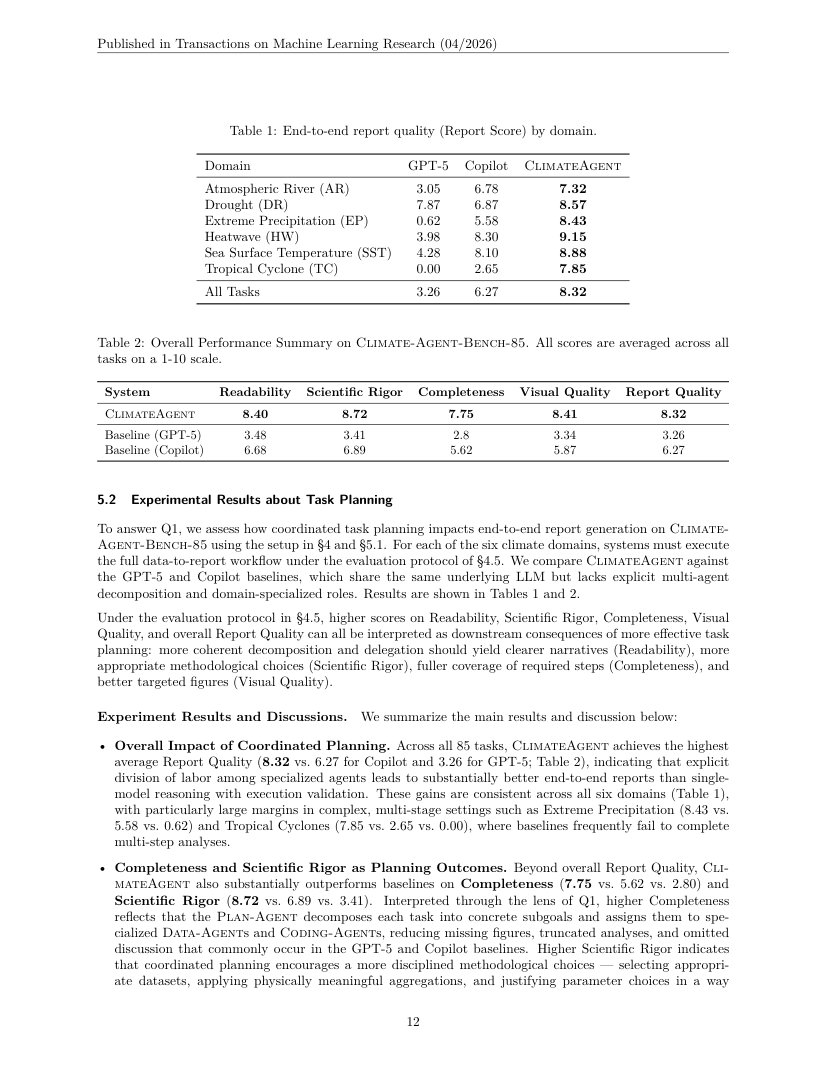 Published in Transactions on Machine Learning Research (04/2026)
Table 1: End-to-end report quality (Report Score) by domain.
Domain GPT-5 Copilot CLIMATEAGENT
Atmospheric River (AR) 3.05 6.78 7.32
Drought (DR) 7.87 6.87 8.57
Extreme Precipitation (EP) 0.62 5.58 8.43
Heatwave (HW) 3.98 8.30 9.15
Sea Surface Temperature (SST) 4.28 8.10 8.88
Tropical Cyclone (TC) 0.00 2.65 7.85
All Tasks 3.26 6.27 8.32
Table 2: Overall Performance Summary on CLIMATE-AGENT-BENCH-85. All scores are averaged across all
tasks on a 1-10 scale.
System Readability Scientific Rigor Completeness Visual Quality Report Quality
CLIMATEAGENT 8.40 8.72 7.75 8.41 8.32
Baseline (GPT-5) 3.48 3.41 2.8 3.34 3.26
Baseline (Copilot) 6.68 6.89 5.62 5.87 6.27
5.2 Experimental Results about Task Planning
To answer Q1, we assess how coordinated task planning impacts end-to-end report generation on CLIMATE-
AGENT-BENCH-85 using the setup in §4 and §5.1. For each of the six climate domains, systems must execute
the full data-to-report workflow under the evaluation protocol of §4.5. We compare CLIMATEAGENT against
the GPT-5 and Copilot baselines, which share the same underlying LLM but lacks explicit multi-agent
decomposition and domain-specialized roles. Results are shown in Tables 1 and 2.
Under the evaluation protocol in §4.5, higher scores on Readability, Scientific Rigor, Completeness, Visual
Quality, and overall Report Quality can all be interpreted as downstream consequences of more effective task
planning: more coherent decomposition and delegation should yield clearer narratives (Readability), more
appropriate methodological choices (Scientific Rigor), fuller coverage of required steps (Completeness), and
better targeted figures (Visual Quality).
Experiment Results and Discussions. We summarize the main results and discussion below:
• Overall Impact of Coordinated Planning. Across all 85 tasks, CLIMATEAGENT achieves the highest
average Report Quality (8.32 vs. 6.27 for Copilot and 3.26 for GPT-5; Table 2), indicating that explicit
division of labor among specialized agents leads to substantially better end-to-end reports than single-
model reasoning with execution validation. These gains are consistent across all six domains (Table 1),
with particularly large margins in complex, multi-stage settings such as Extreme Precipitation (8.43 vs.
5.58 vs. 0.62) and Tropical Cyclones (7.85 vs. 2.65 vs. 0.00), where baselines frequently fail to complete
multi-step analyses.
• Completeness and Scientific Rigor as Planning Outcomes. Beyond overall Report Quality, CLI-
MATEAGENT also substantially outperforms baselines on Completeness (7.75 vs. 5.62 vs. 2.80) and
Scientific Rigor (8.72 vs. 6.89 vs. 3.41). Interpreted through the lens of Q1, higher Completeness
reflects that the PLAN-AGENT decomposes each task into concrete subgoals and assigns them to spe-
cialized DATA-AGENTS and CODING-AGENTS, reducing missing figures, truncated analyses, and omitted
discussion that commonly occur in the GPT-5 and Copilot baselines. Higher Scientific Rigor indicates
that coordinated planning encourages a more disciplined methodological choices — selecting appropri-
ate datasets, applying physically meaningful aggregations, and justifying parameter choices in a way
12